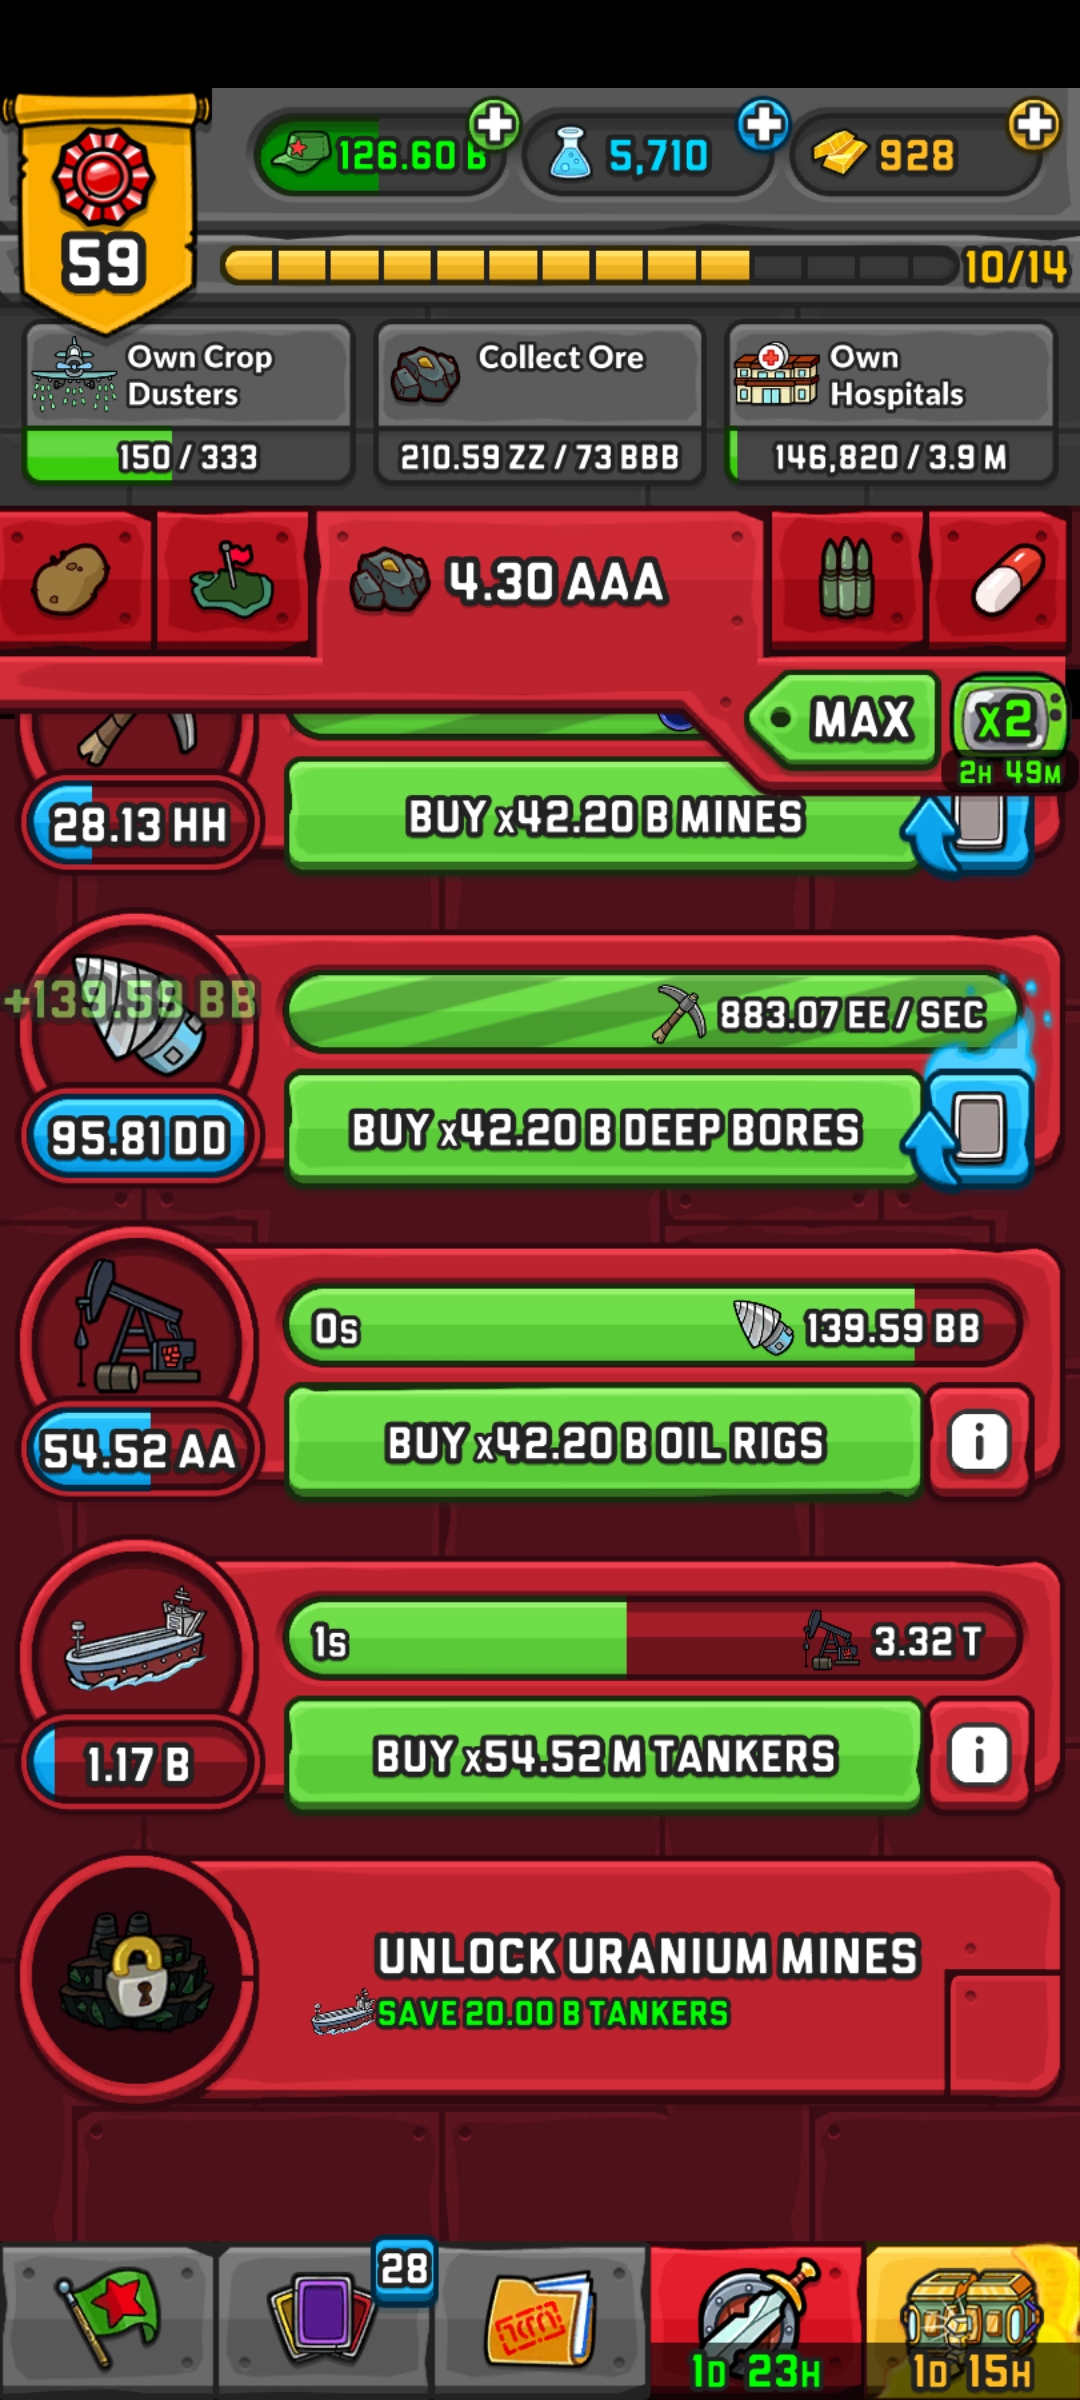 126.60 B
5,710
928
59
10/14
Own Crop
Dusters
150 / 333
Collect Ore
210.59 ZZ / 73 BBB
Own
Hospitals
146,820 / 3.9 M
4.30 AAA
MAX
x2
2H 49M
28.13 HH
BUY x42.20 B MINES
+139.59 BB
883.07 EE / SEC
95.81 DD
BUY x42.20 B DEEP BORES
0s
139.59 BB
54.52 AA
BUY x42.20 B OIL RIGS
i
1s
3.32 T
1.17 B
BUY x54.52 M TANKERS
i
UNLOCK URANIUM MINES
SAVE 20.00 B TANKERS
28
1D 23H
1D 15H